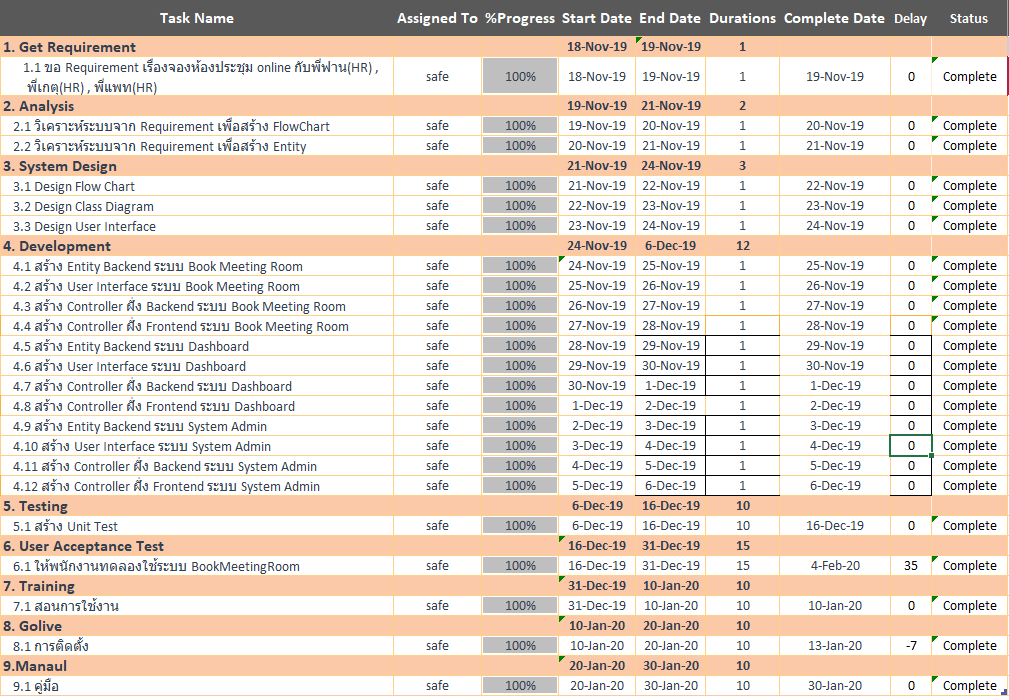 Task Name Assigned To %Progress Start Date End Date Durations Complete Date Delay Status
1. Get Requirement 18-Nov-19 19-Nov-19 1
1.1 ขอ Requirement เรื่องจองห้องประชุม online กับพี่ฟาน(HR) , safe 100% 18-Nov-19 19-Nov-19 1 19-Nov-19 0 Complete
พี่เกตุ(HR) , พี่แพท(HR)
2. Analysis 19-Nov-19 21-Nov-19 2
2.1 วิเคราะห์ระบบจาก Requirement เพื่อสร้าง FlowChart safe 100% 19-Nov-19 20-Nov-19 1 20-Nov-19 0 Complete
2.2 วิเคราะห์ระบบจาก Requirement เพื่อสร้าง Entity safe 100% 20-Nov-19 21-Nov-19 1 21-Nov-19 0 Complete
3. System Design 21-Nov-19 24-Nov-19 3
3.1 Design Flow Chart safe 100% 21-Nov-19 22-Nov-19 1 22-Nov-19 0 Complete
3.2 Design Class Diagram safe 100% 22-Nov-19 23-Nov-19 1 23-Nov-19 0 Complete
3.3 Design User Interface safe 100% 23-Nov-19 24-Nov-19 1 24-Nov-19 0 Complete
4. Development 24-Nov-19 6-Dec-19 12
4.1 สร้าง Entity Backend ระบบ Book Meeting Room safe 100% 24-Nov-19 25-Nov-19 1 25-Nov-19 0 Complete
4.2 สร้าง User Interface ระบบ Book Meeting Room safe 100% 25-Nov-19 26-Nov-19 1 26-Nov-19 0 Complete
4.3 สร้าง Controller ฝั่ง Backend ระบบ Book Meeting Room safe 100% 26-Nov-19 27-Nov-19 1 27-Nov-19 0 Complete
4.4 สร้าง Controller ฝั่ง Frontend ระบบ Book Meeting Room safe 100% 27-Nov-19 28-Nov-19 1 28-Nov-19 0 Complete
4.5 สร้าง Entity Backend ระบบ Dashboard safe 100% 28-Nov-19 29-Nov-19 1 29-Nov-19 0 Complete
4.6 สร้าง User Interface ระบบ Dashboard safe 100% 29-Nov-19 30-Nov-19 1 30-Nov-19 0 Complete
4.7 สร้าง Controller ฝั่ง Backend ระบบ Dashboard safe 100% 30-Nov-19 1-Dec-19 1 1-Dec-19 0 Complete
4.8 สร้าง Controller ฝั่ง Frontend ระบบ Dashboard safe 100% 1-Dec-19 2-Dec-19 1 2-Dec-19 0 Complete
4.9 สร้าง Entity Backend ระบบ System Admin safe 100% 2-Dec-19 3-Dec-19 1 3-Dec-19 0 Complete
4.10 สร้าง User Interface ระบบ System Admin safe 100% 3-Dec-19 4-Dec-19 1 4-Dec-19 0 Complete
4.11 สร้าง Controller ฝั่ง Backend ระบบ System Admin safe 100% 4-Dec-19 5-Dec-19 1 5-Dec-19 0 Complete
4.12 สร้าง Controller ฝั่ง Frontend ระบบ System Admin safe 100% 5-Dec-19 6-Dec-19 1 6-Dec-19 0 Complete
5. Testing 6-Dec-19 16-Dec-19 10
5.1 สร้าง Unit Test safe 100% 6-Dec-19 16-Dec-19 10 16-Dec-19 0 Complete
6. User Acceptance Test 16-Dec-19 31-Dec-19 15
6.1 ให้พนักงานทดลองใช้ระบบ BookMeetingRoom safe 100% 16-Dec-19 31-Dec-19 15 4-Feb-20 35 Complete
7. Training 31-Dec-19 10-Jan-20 10
7.1 สอนการใช้งาน safe 100% 31-Dec-19 10-Jan-20 10 10-Jan-20 0 Complete
8. Golive 10-Jan-20 20-Jan-20 10
8.1 การติดตั้ง safe 100% 10-Jan-20 20-Jan-20 10 13-Jan-20 -7 Complete
9.Manaul 20-Jan-20 30-Jan-20 10
9.1 คู่มือ safe 100% 20-Jan-20 30-Jan-20 10 30-Jan-20 0 Complete